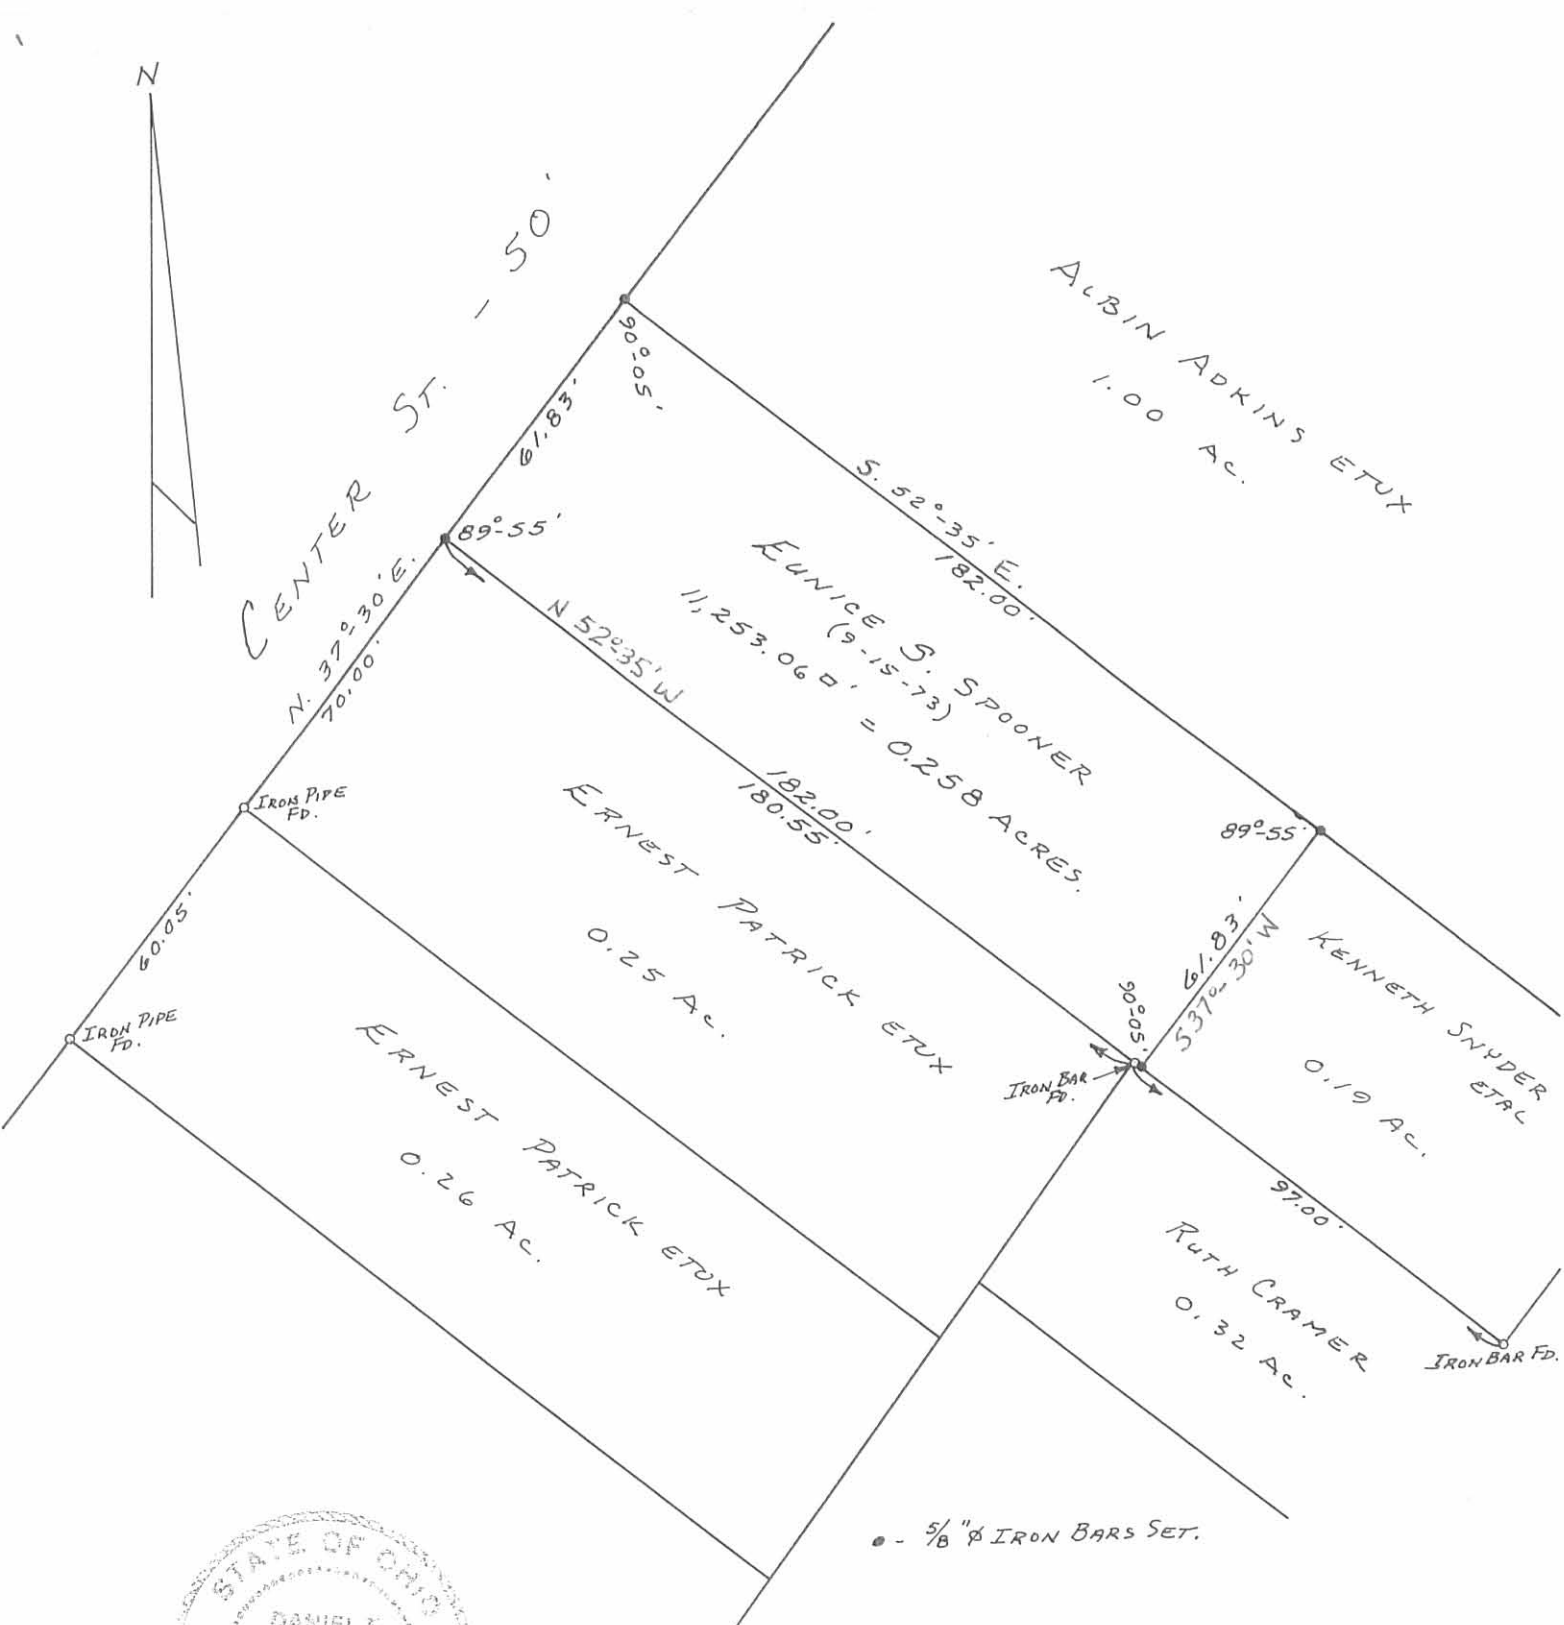 N
CENTER ST. - 50'
ALBIN ADKINS ETUX
1.00 AC.
90°-05'
61.83'
89°-55'
S. 52°-35' E.
182.00'
EUNICE S. SPOONER
(9-15-73)
11,253.06 □' = 0.258 ACRES.
N. 37°-30' E.
70.00'
N 52°-35' W
182.00'
180.55'
IRON PIPE
FD.
ERNEST PATRICK ETUX
0.25 AC.
89°-55'
61.83'
S37°-30' W
90°-05'
IRON BAR
FD.
KENNETH SNYDER
ETAL
0.19 AC.
60.05'
IRON PIPE
FD.
ERNEST PATRICK ETUX
0.26 AC.
97.00'
RUTH CRAMER
0.32 AC.
IRON BAR FD.
● - 5/8"ø IRON BARS SET.
STATE OF OHIO
DANIEL